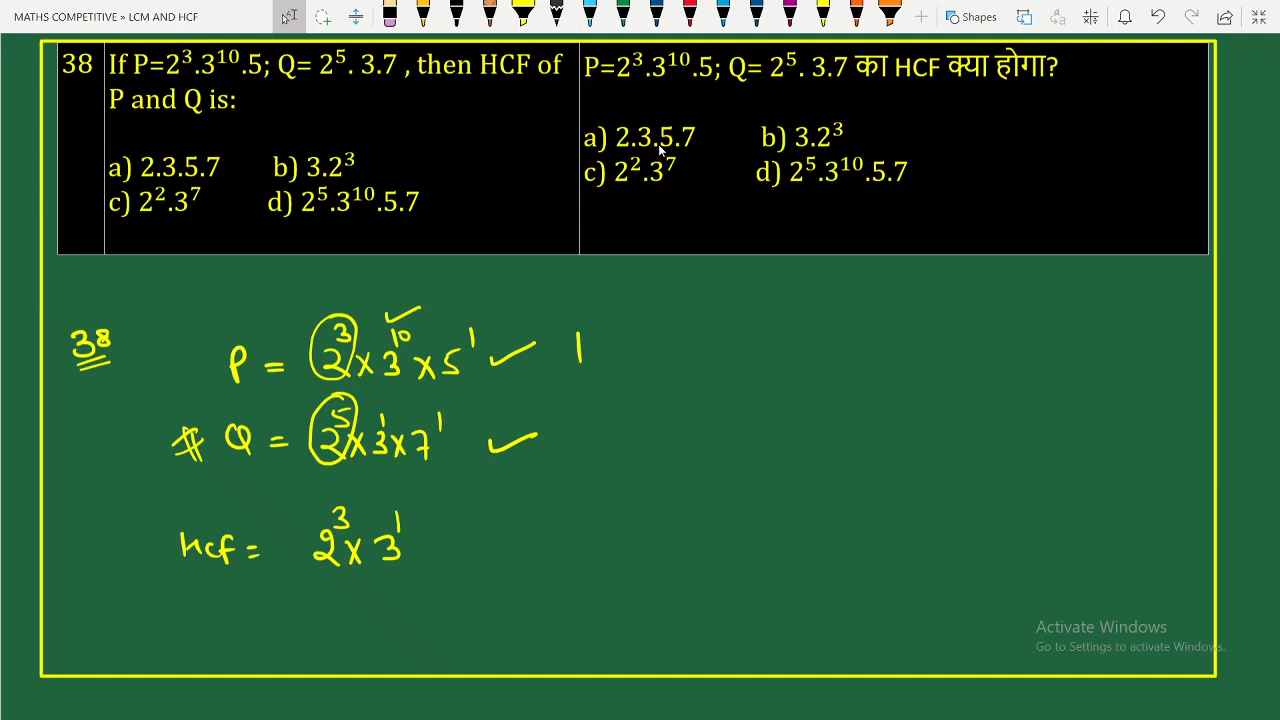 MATHS COMPETITIVE » LCM AND HCF
Shapes
38
If P=2³.3¹⁰.5; Q= 2⁵. 3.7 , then HCF of
P and Q is:
a) 2.3.5.7 b) 3.2³
c) 2².3⁷ d) 2⁵.3¹⁰.5.7
P=2³.3¹⁰.5; Q= 2⁵. 3.7 का HCF क्या होगा?
a) 2.3.5.7 b) 3.2³
c) 2².3⁷ d) 2⁵.3¹⁰.5.7
38
P = 2³ × 3¹⁰ × 5¹ ✓ 1
Q = 2⁵ × 3¹ × 7¹ ✓
Hcf = 2³ × 3¹
Activate Windows
Go to Settings to activate Windows.